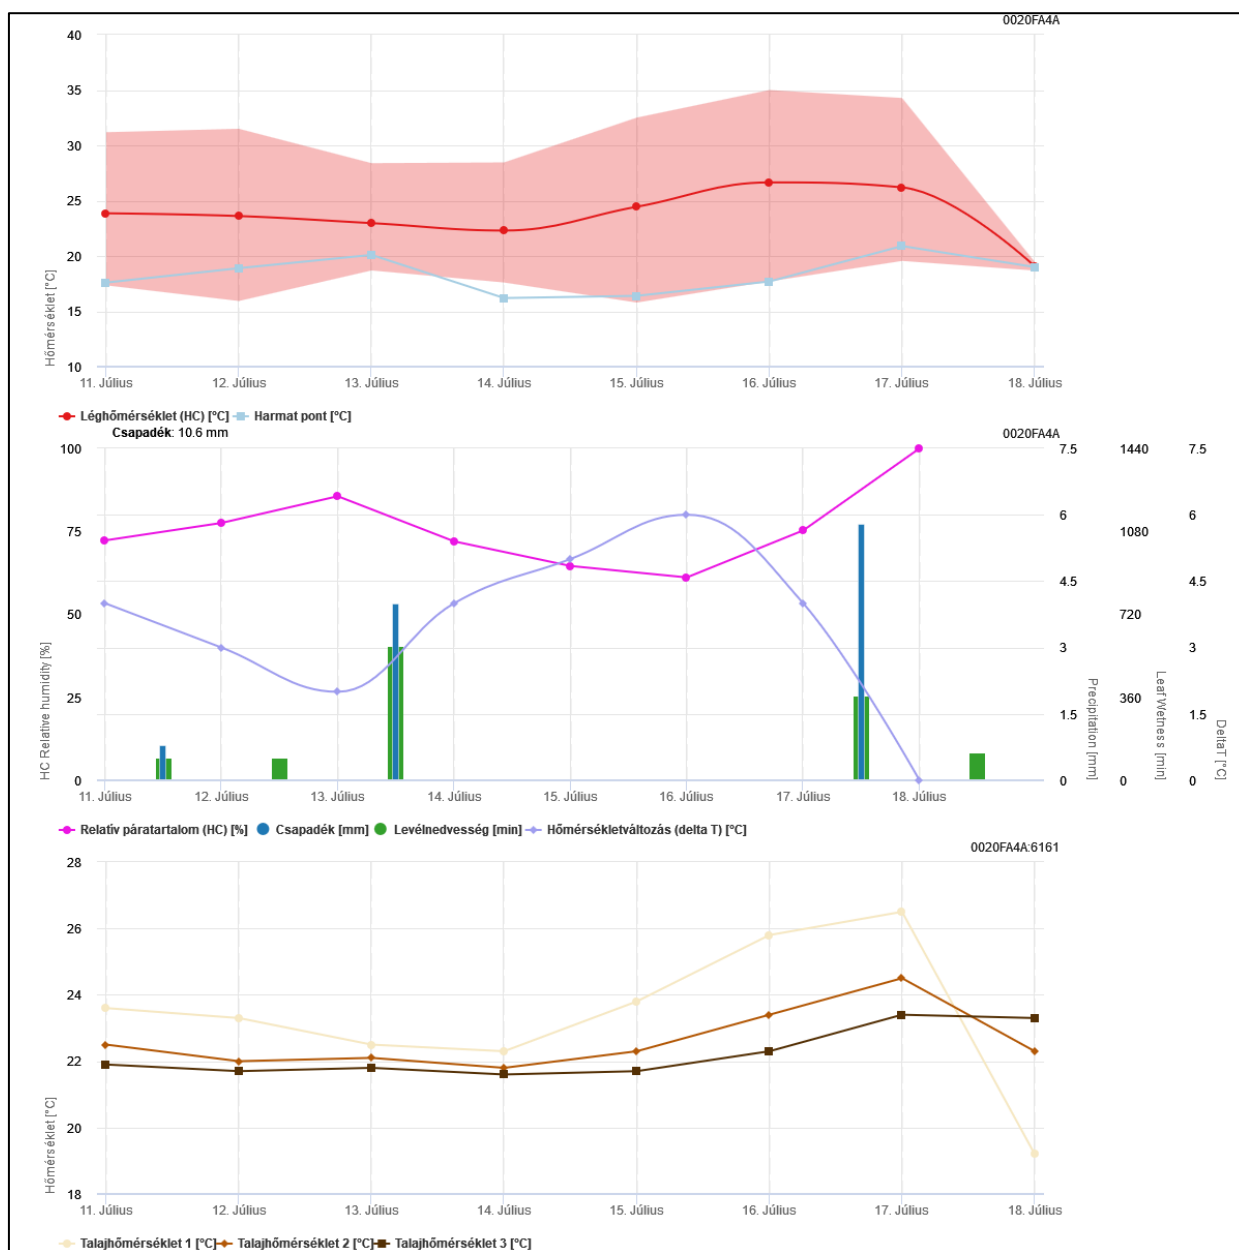 0020FA4A
40
35
30
25
20
15
10
Hőmérséklet [°C]
11. Július 12. Július 13. Július 14. Július 15. Július 16. Július 17. Július 18. Július
Léghőmérséklet (HC) [°C] Harmat pont [°C]
Csapadék: 10.6 mm
0020FA4A
100 7.5 1440 7.5
6 6
75 1080
4.5 4.5
50 720
3 3
25 360
1.5 1.5
0 0 0 0
HC Relative humidity [%]
Precipitation [mm]
Leaf Wetness [min]
DeltaT [°C]
11. Július 12. Július 13. Július 14. Július 15. Július 16. Július 17. Július 18. Július
Relatív páratartalom (HC) [%] Csapadék [mm] Levélnedvesség [min] Hőmérsékletváltozás (delta T) [°C]
0020FA4A:6161
28
26
24
22
20
18
Hőmérséklet [°C]
11. Július 12. Július 13. Július 14. Július 15. Július 16. Július 17. Július 18. Július
Talajhőmérséklet 1 [°C] Talajhőmérséklet 2 [°C] Talajhőmérséklet 3 [°C]